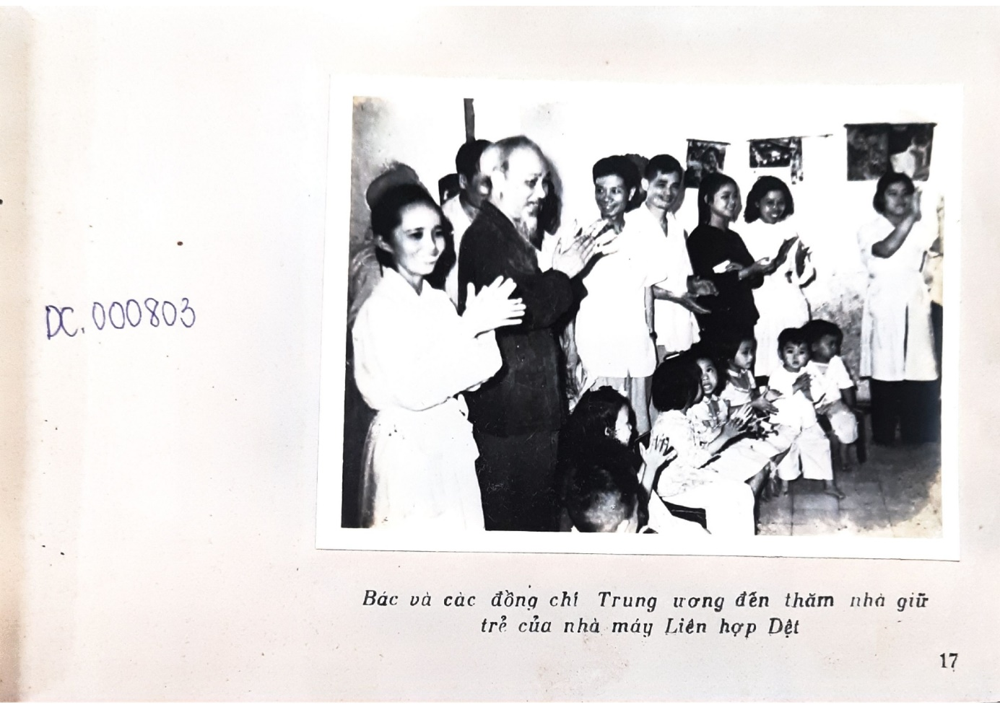 DC.000803
Bác và các đồng chí Trung ương đến thăm nhà giữ
trẻ của nhà máy Liên hợp Dệt
17